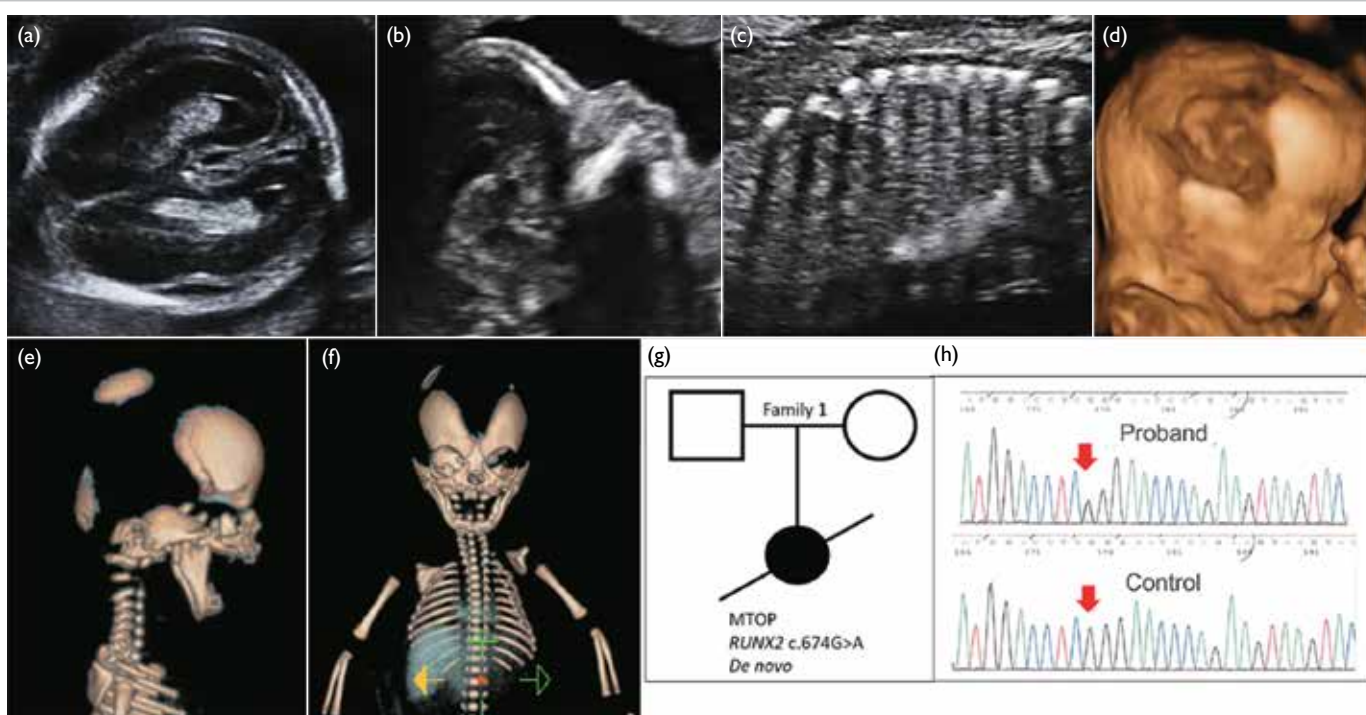 (a)
(b)
(c)
(d)
(e)
(f)
(g)
(h)
Family 1
MTOP
RUNX2 c.674G>A
De novo
Proband
Control